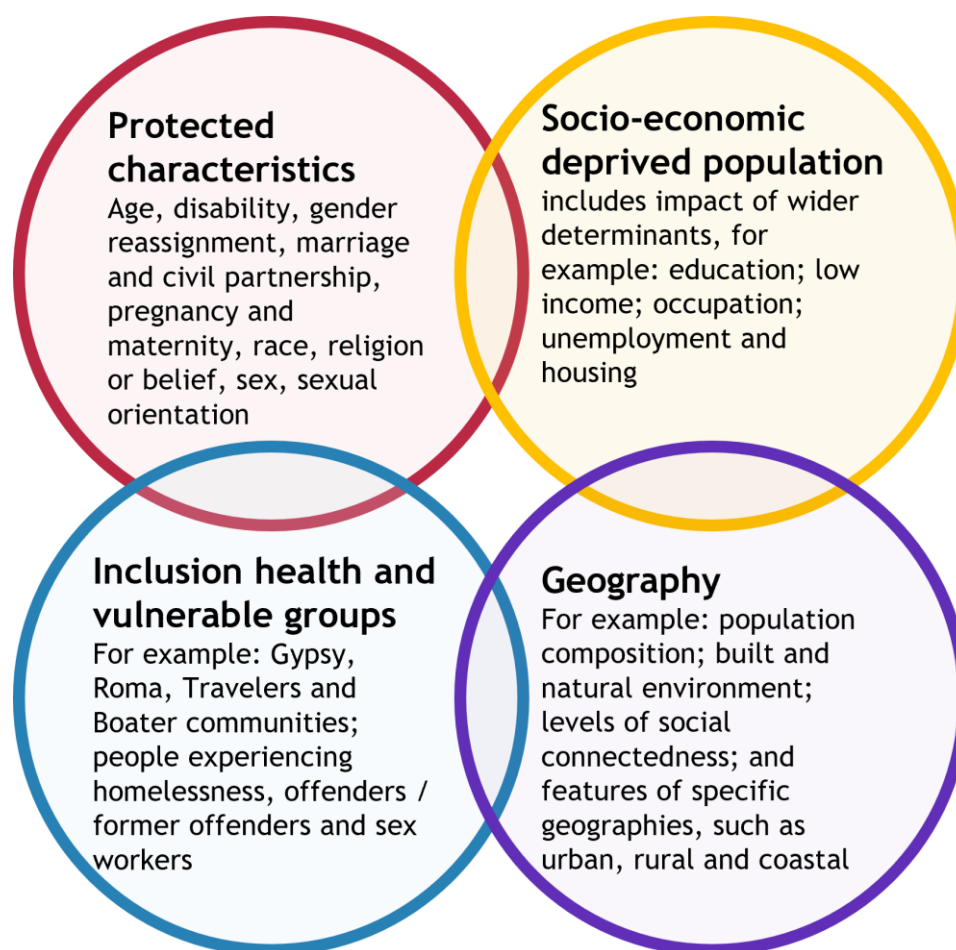 Protected
characteristics
Age, disability, gender
reassignment, marriage
and civil partnership,
pregnancy and
maternity, race, religion
or belief, sex, sexual
orientation
Socio-economic
deprived population
includes impact of wider
determinants, for
example: education; low
income; occupation;
unemployment and
housing
Inclusion health and
vulnerable groups
For example: Gypsy,
Roma, Travelers and
Boater communities;
people experiencing
homelessness, offenders /
former offenders and sex
workers
Geography
For example: population
composition; built and
natural environment;
levels of social
connectedness; and
features of specific
geographies, such as
urban, rural and coastal